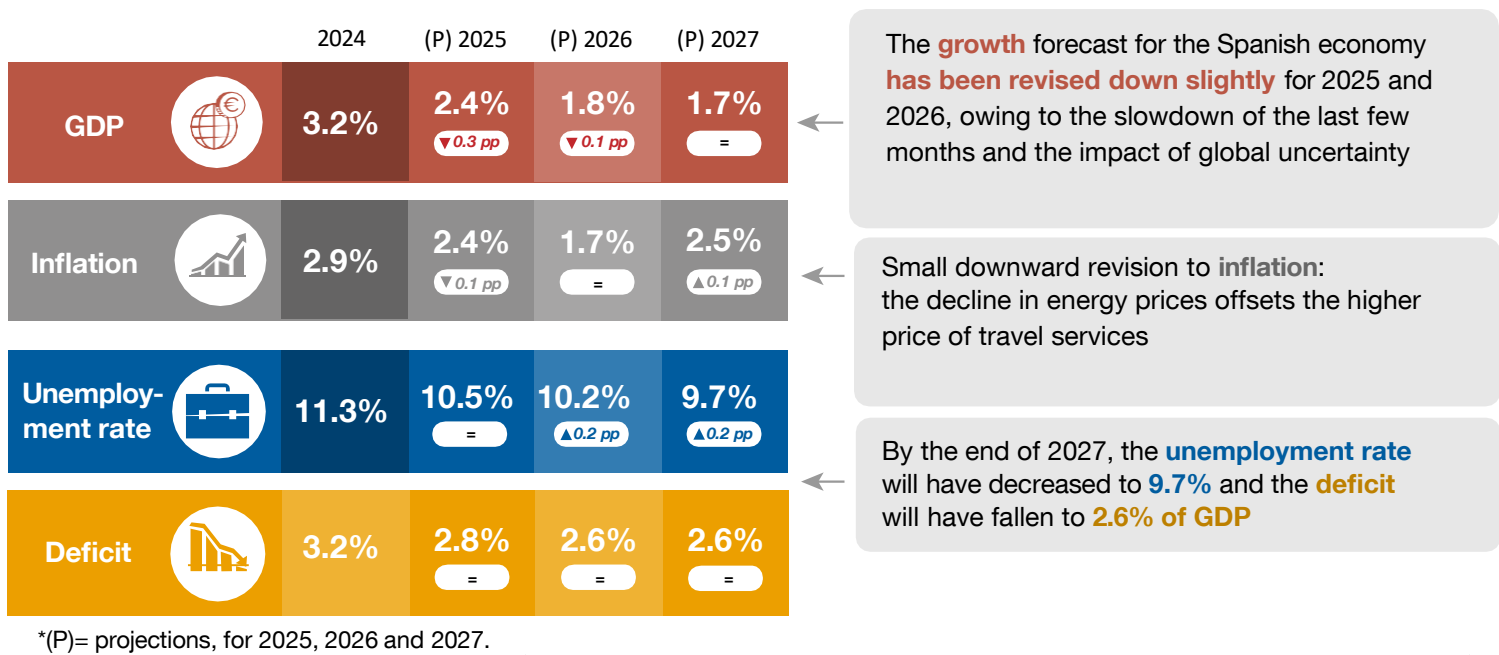 2024 (P) 2025 (P) 2026 (P) 2027
GDP 3.2% 2.4% 1.8% 1.7%
▼0.3 pp ▼0.1 pp =
Inflation 2.9% 2.4% 1.7% 2.5%
▼0.1 pp = ▲0.1 pp
Unemploy-
ment rate 11.3% 10.5% 10.2% 9.7%
= ▲0.2 pp ▲0.2 pp
Deficit 3.2% 2.8% 2.6% 2.6%
= = =
*(P)= projections, for 2025, 2026 and 2027.
The growth forecast for the Spanish economy
has been revised down slightly for 2025 and
2026, owing to the slowdown of the last few
months and the impact of global uncertainty
Small downward revision to inflation:
the decline in energy prices offsets the higher
price of travel services
By the end of 2027, the unemployment rate
will have decreased to 9.7% and the deficit
will have fallen to 2.6% of GDP